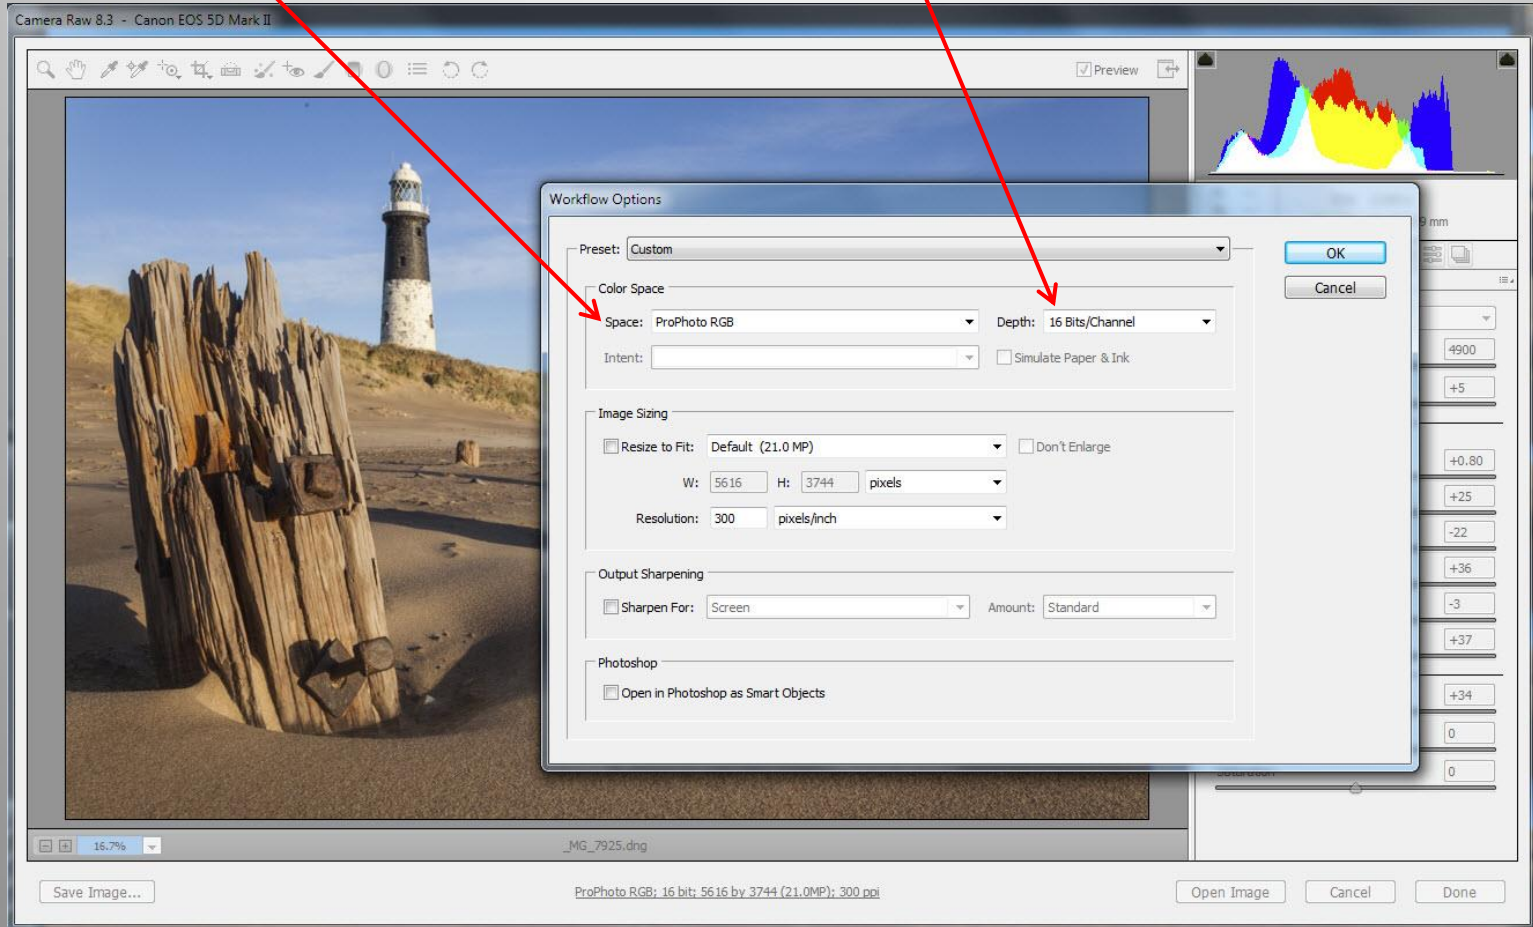 Camera Raw 8.3 - Canon EOS 5D Mark II
Preview
Workflow Options
9 mm
Preset: Custom
OK
Color Space
Cancel
Space: ProPhoto RGB Depth: 16 Bits/Channel
Intent: Simulate Paper & Ink
4900
+5
Image Sizing
Resize to Fit: Default (21.0 MP) Don't Enlarge
+0.80
W: 5616 H: 3744 pixels
+25
Resolution: 300 pixels/inch
-22
Output Sharpening
+36
Sharpen For: Screen Amount: Standard
-3
+37
Photoshop
Open in Photoshop as Smart Objects
+34
0
Saturation 0
16.7% _MG_7925.dng
Save Image... ProPhoto RGB; 16 bit; 5616 by 3744 (21.0MP); 300 ppi Open Image Cancel Done